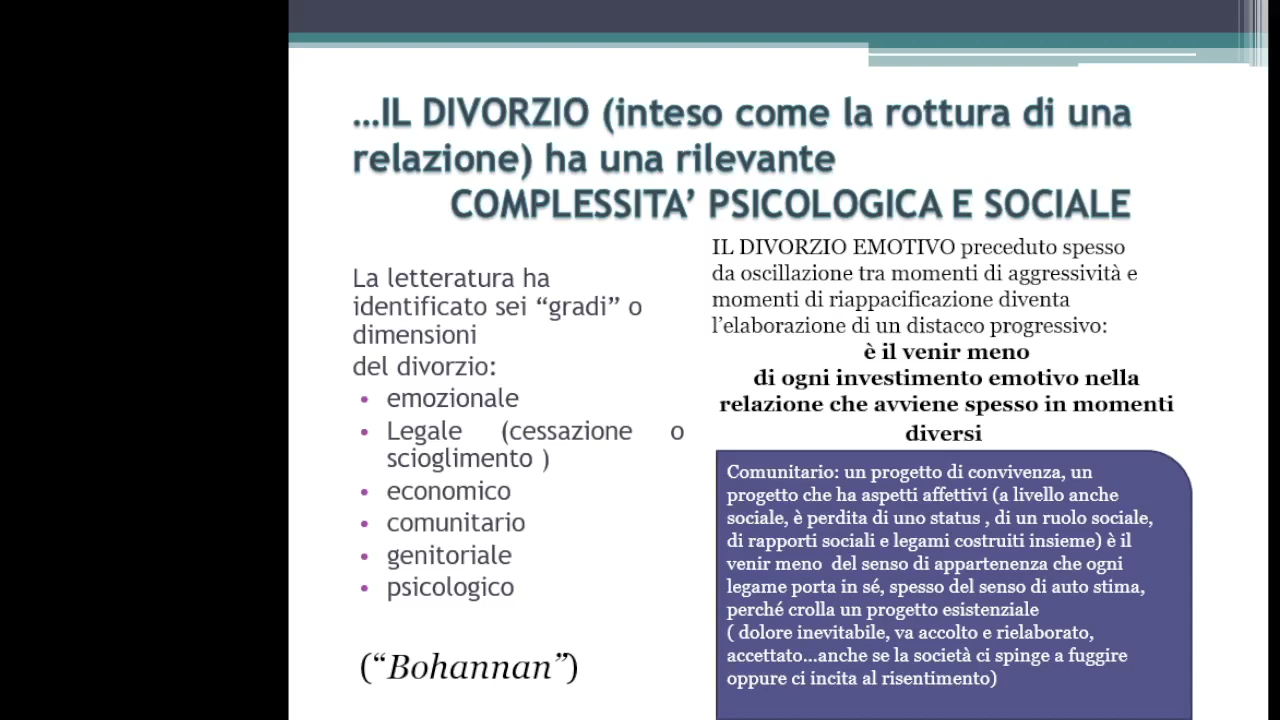 …IL DIVORZIO (inteso come la rottura di una
relazione) ha una rilevante
COMPLESSITA’ PSICOLOGICA E SOCIALE
La letteratura ha
identificato sei “gradi” o
dimensioni
del divorzio:
• emozionale
• Legale (cessazione o
scioglimento )
• economico
• comunitario
• genitoriale
• psicologico
(“Bohannan”)
IL DIVORZIO EMOTIVO preceduto spesso
da oscillazione tra momenti di aggressività e
momenti di riappacificazione diventa
l’elaborazione di un distacco progressivo:
è il venir meno
di ogni investimento emotivo nella
relazione che avviene spesso in momenti
diversi
Comunitario: un progetto di convivenza, un
progetto che ha aspetti affettivi (a livello anche
sociale, è perdita di uno status , di un ruolo sociale,
di rapporti sociali e legami costruiti insieme) è il
venir meno del senso di appartenenza che ogni
legame porta in sé, spesso del senso di auto stima,
perché crolla un progetto esistenziale
( dolore inevitabile, va accolto e rielaborato,
accettato…anche se la società ci spinge a fuggire
oppure ci incita al risentimento)